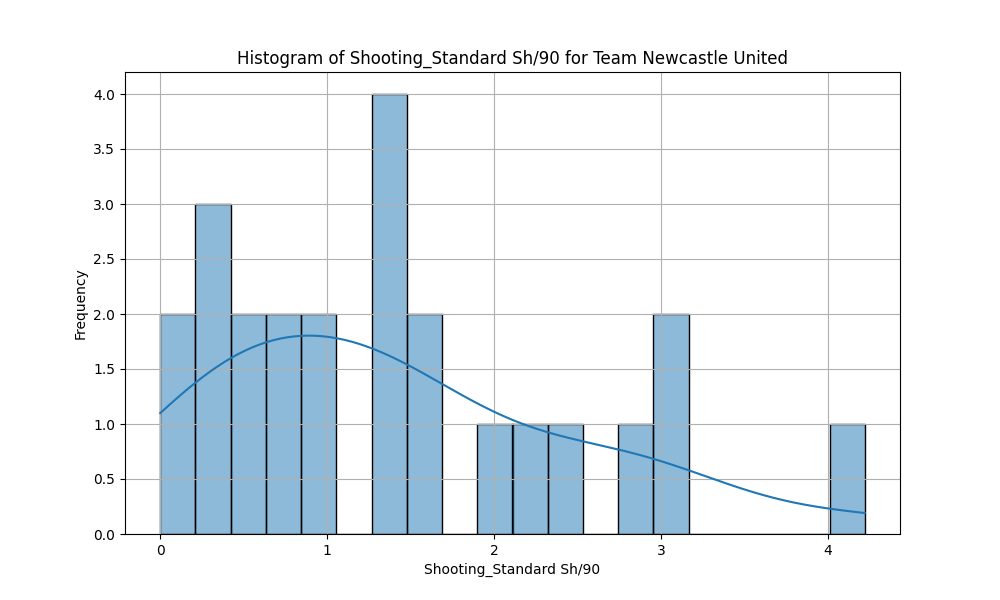 Histogram of Shooting_Standard Sh/90 for Team Newcastle United
Frequency
4.0
3.5
3.0
2.5
2.0
1.5
1.0
0.5
0.0
0 1 2 3 4
Shooting_Standard Sh/90